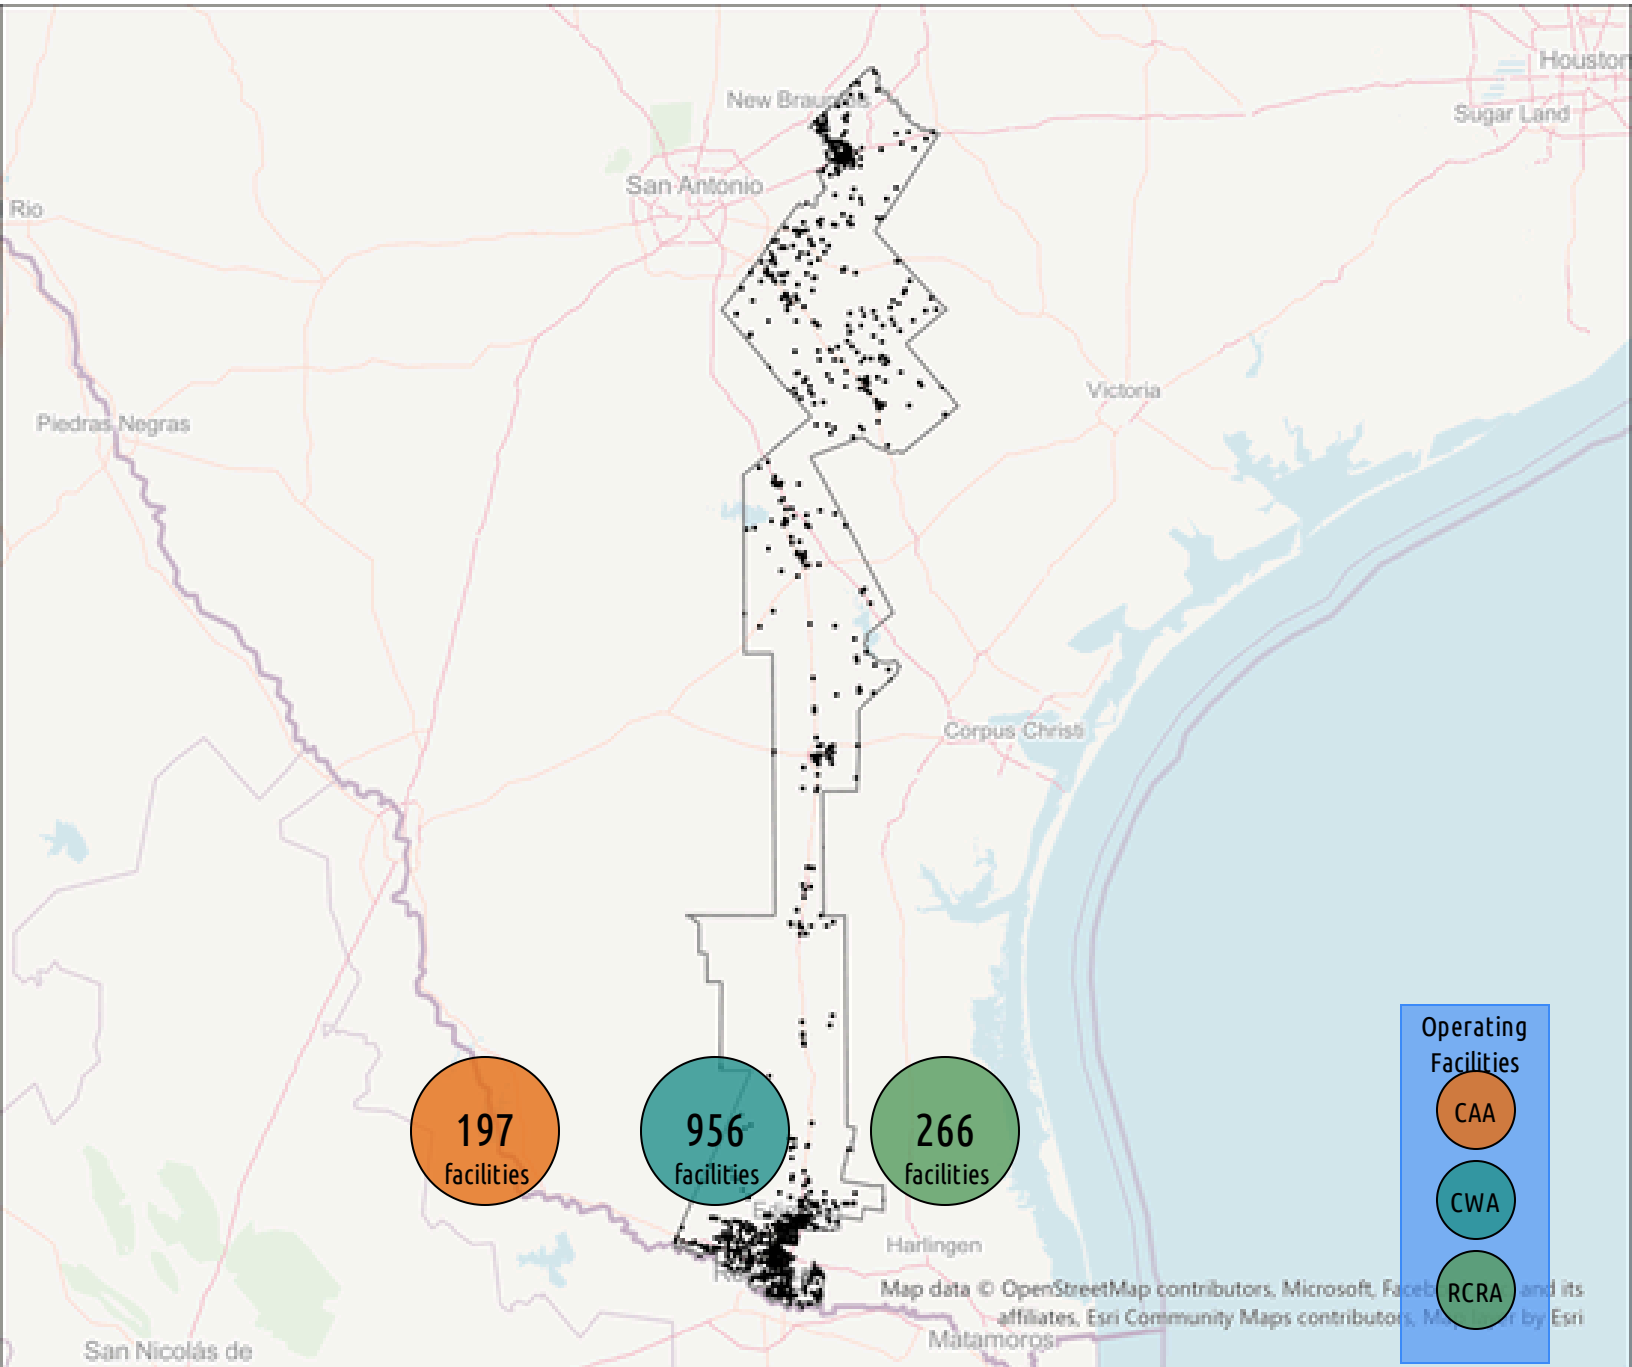 Houston
New Braunfels
Sugar Land
San Antonio
Rio
Victoria
Piedras Negras
Corpus Christi
Operating
Facilities
CAA
197
facilities
956
facilities
266
facilities
CWA
Harlingen
RCRA
Map data © OpenStreetMap contributors, Microsoft, and its
affiliates, Esri Community Maps contributors, by Esri
Matamoros
San Nicolás de